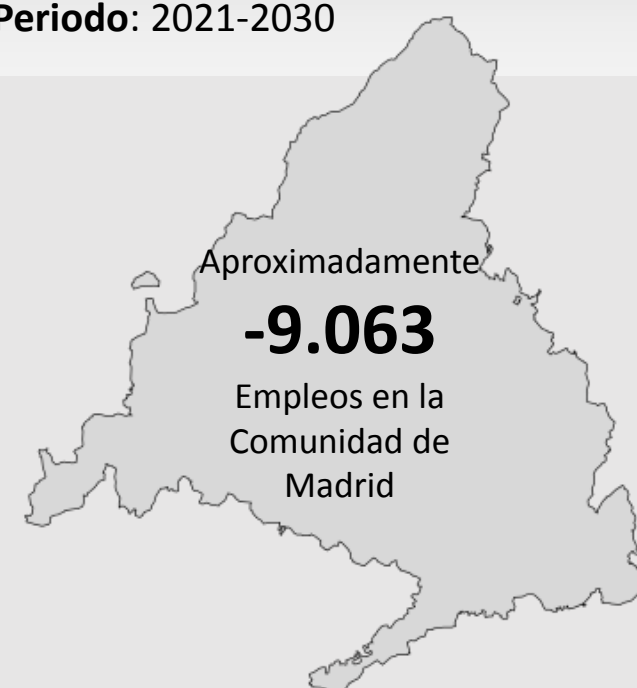 Periodo: 2021-2030
Aproximadamente
-9.063
Empleos en la
Comunidad de
Madrid